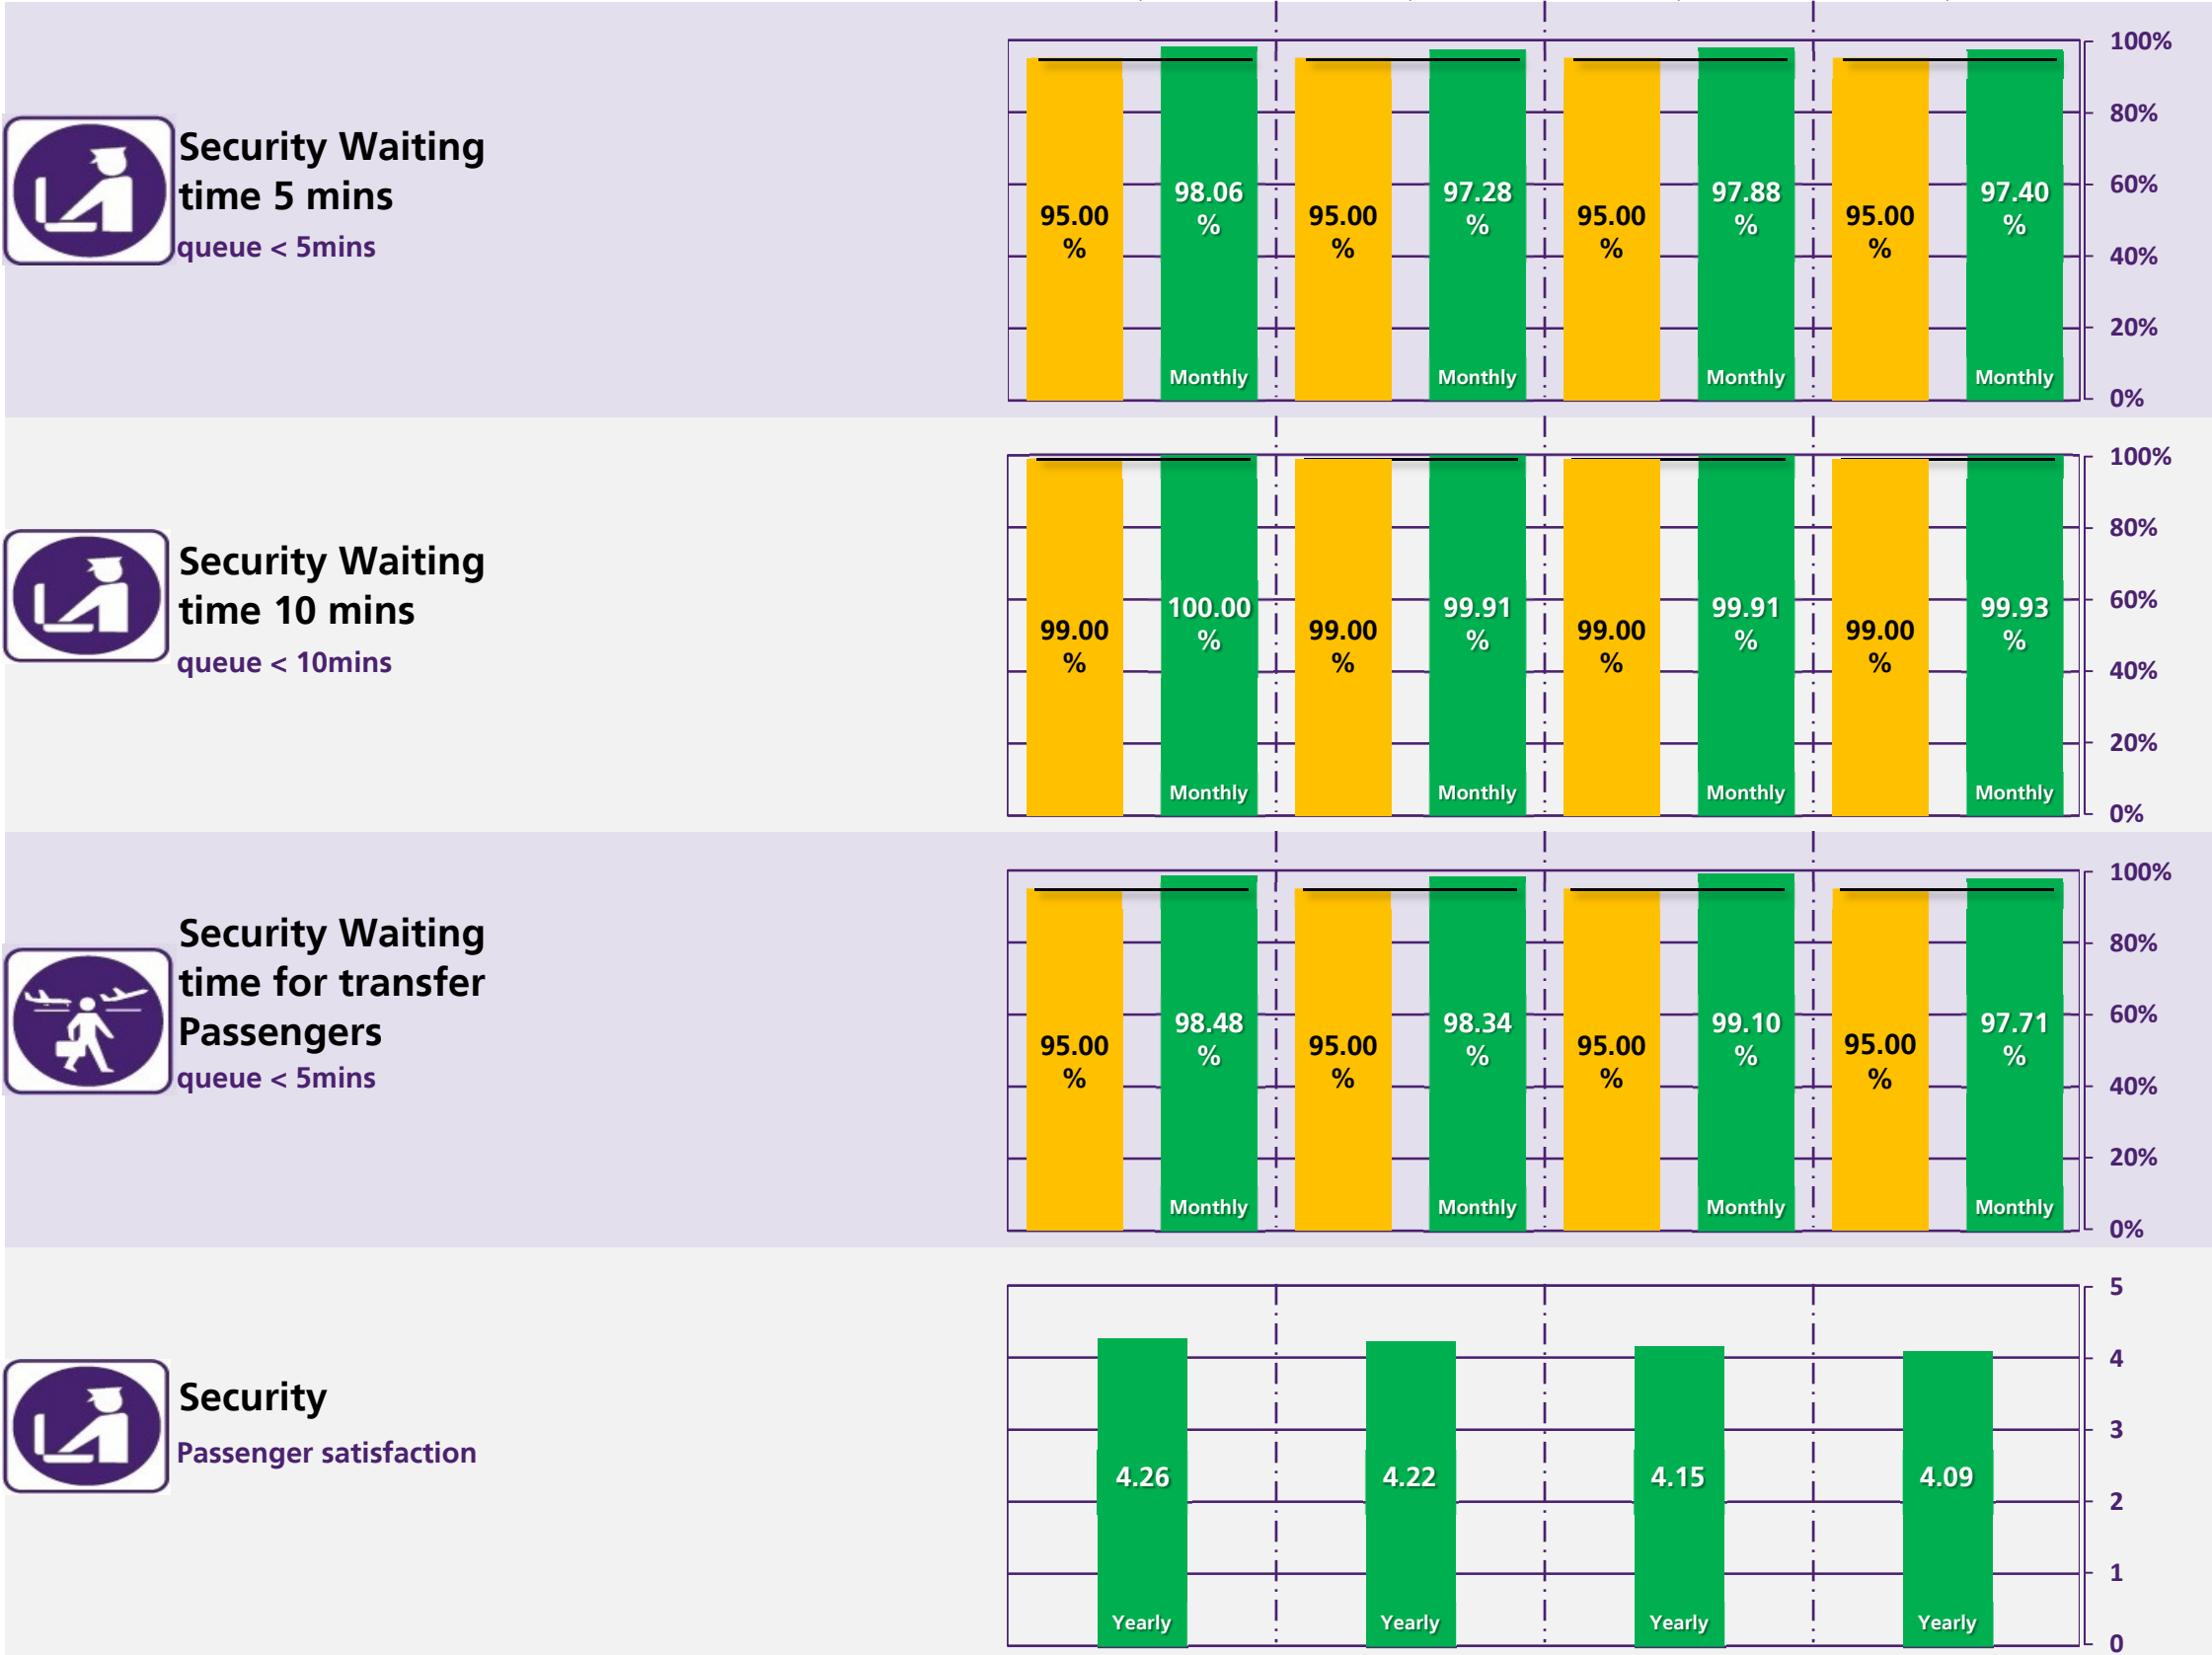 Security Waiting
time 5 mins
queue < 5mins
95.00
%
98.06
%
Monthly
95.00
%
97.28
%
Monthly
95.00
%
97.88
%
Monthly
95.00
%
97.40
%
Monthly
100%
80%
60%
40%
20%
0%
Security Waiting
time 10 mins
queue < 10mins
99.00
%
100.00
%
Monthly
99.00
%
99.91
%
Monthly
99.00
%
99.91
%
Monthly
99.00
%
99.93
%
Monthly
100%
80%
60%
40%
20%
0%
Security Waiting
time for transfer
Passengers
queue < 5mins
95.00
%
98.48
%
Monthly
95.00
%
98.34
%
Monthly
95.00
%
99.10
%
Monthly
95.00
%
97.71
%
Monthly
100%
80%
60%
40%
20%
0%
Security
Passenger satisfaction
4.26
Yearly
4.22
Yearly
4.15
Yearly
4.09
Yearly
5
4
3
2
1
0